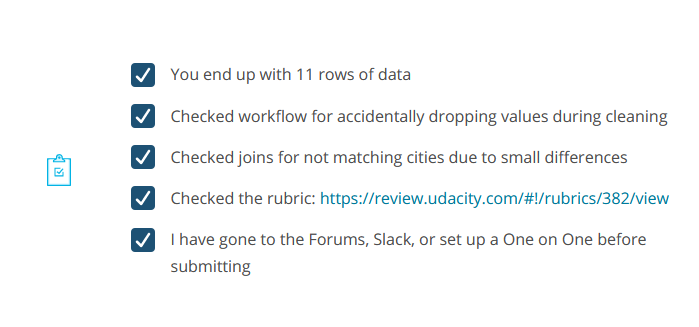 You end up with 11 rows of data
Checked workflow for accidentally dropping values during cleaning
Checked joins for not matching cities due to small differences
Checked the rubric: https://review.udacity.com/#!/rubrics/382/view
I have gone to the Forums, Slack, or set up a One on One before
submitting